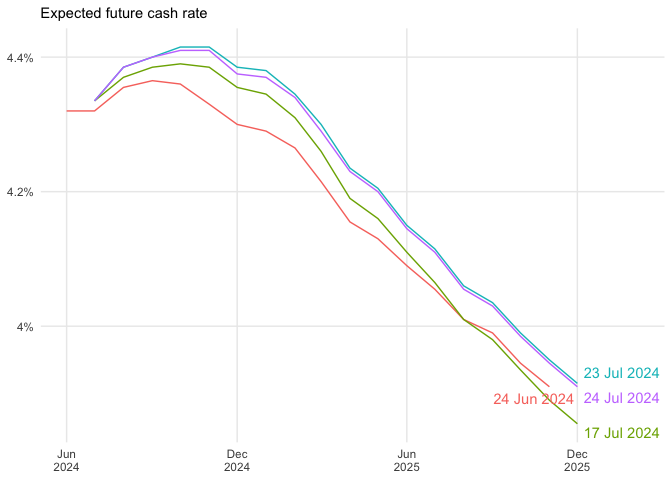 Expected future cash rate
4.4%
4.2%
4%
23 Jul 2024
24 Jun 2024
24 Jul 2024
17 Jul 2024
Jun
2024
Dec
2024
Jun
2025
Dec
2025